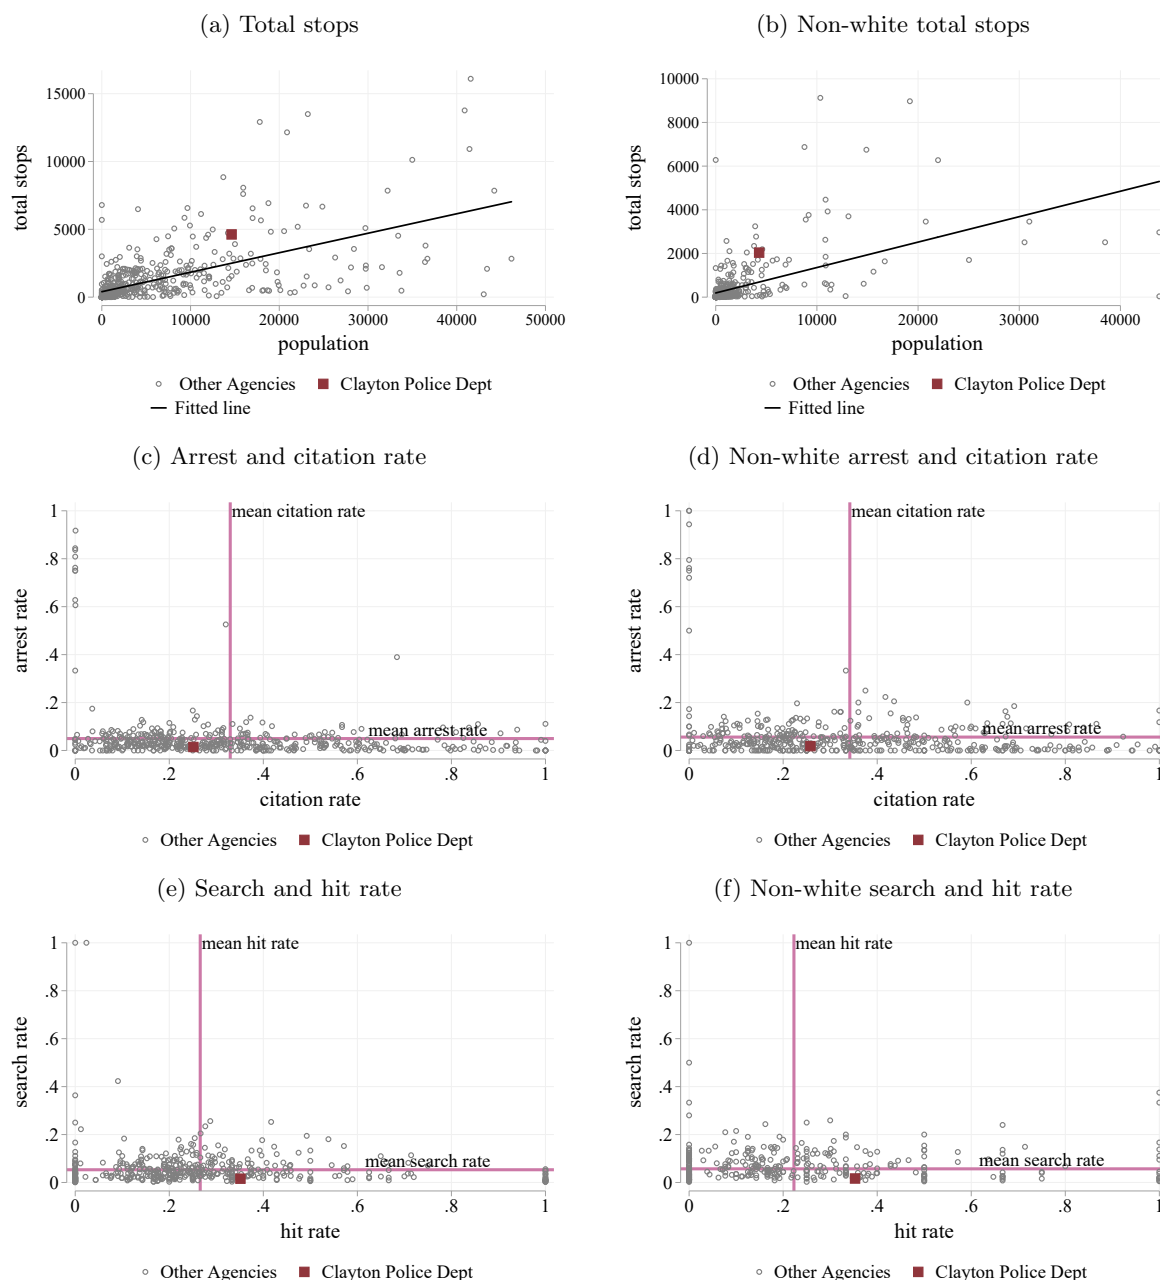 (a) Total stops
total stops
15000
10000
5000
0
0 10000 20000 30000 40000 50000
population
Other Agencies Clayton Police Dept
Fitted line
(b) Non-white total stops
total stops
10000
8000
6000
4000
2000
0
0 10000 20000 30000 40000
population
Other Agencies Clayton Police Dept
Fitted line
(c) Arrest and citation rate
arrest rate
1
.8
.6
.4
.2
0
mean citation rate
mean arrest rate
0 .2 .4 .6 .8 1
citation rate
Other Agencies Clayton Police Dept
(d) Non-white arrest and citation rate
arrest rate
1
.8
.6
.4
.2
0
mean citation rate
mean arrest rate
0 .2 .4 .6 .8 1
citation rate
Other Agencies Clayton Police Dept
(e) Search and hit rate
search rate
1
.8
.6
.4
.2
0
mean hit rate
mean search rate
0 .2 .4 .6 .8 1
hit rate
Other Agencies Clayton Police Dept
(f) Non-white search and hit rate
search rate
1
.8
.6
.4
.2
0
mean hit rate
mean search rate
0 .2 .4 .6 .8 1
hit rate
Other Agencies Clayton Police Dept